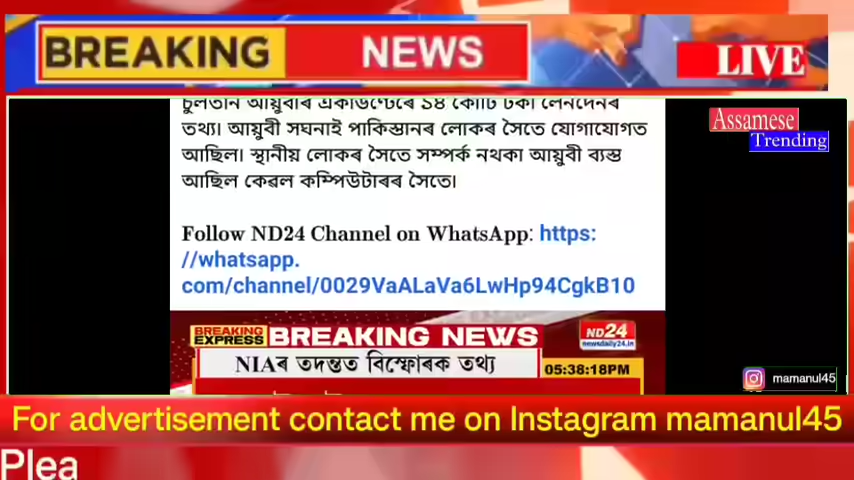 BREAKING NEWS LIVE
চুলতান আয়ুবীৰ একাউণ্টেৰে ১৪ কোটি টকা লেনদেনৰ
তথ্য। আয়ুবী সঘনাই পাকিস্তানৰ লোকৰ সৈতে যোগাযোগত
আছিল। স্থানীয় লোকৰ সৈতে সম্পৰ্ক নথকা আয়ুবী ব্যস্ত
আছিল কেৱল কম্পিউটাৰৰ সৈতে।
Assamese
Trending
Follow ND24 Channel on WhatsApp: https:
//whatsapp.
com/channel/0029VaALaVa6LwHp94CgkB10
BREAKING
EXPRESS
BREAKING NEWS
ND24
newsdaily24.in
NIAৰ তদন্তত বিস্ফোৰক তথ্য
05:38:18PM
mamanul45
For advertisement contact me on Instagram mamanul45
Plea